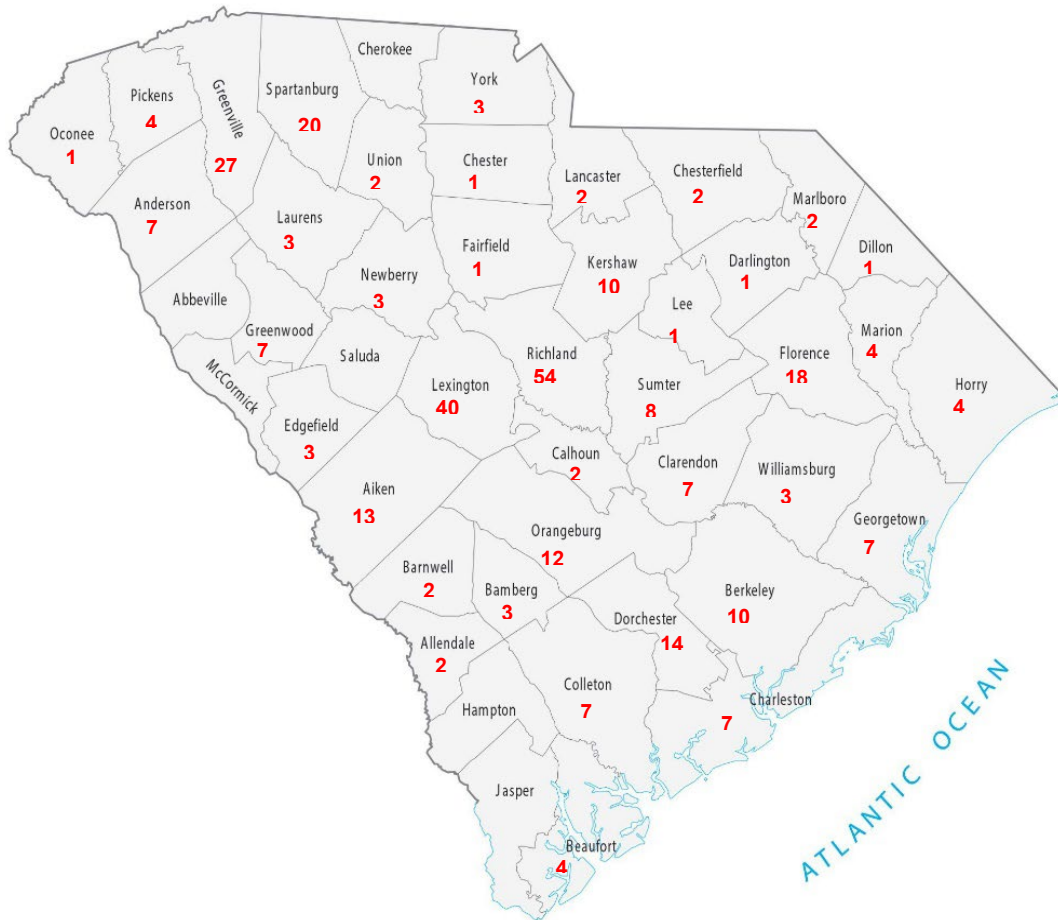 Cherokee
York
3
Pickens
4
Greenville
27
Spartanburg
20
Oconee
1
Union
2
Chester
1
Lancaster
2
Chesterfield
2
Marlboro
2
Anderson
7
Laurens
3
Fairfield
1
Kershaw
10
Darlington
1
Dillon
1
Newberry
3
Abbeville
Lee
1
Greenwood
7
Saluda
Richland
54
Florence
18
Marion
4
McCormick
Lexington
40
Sumter
8
Horry
4
Edgefield
3
Calhoun
2
Clarendon
7
Williamsburg
3
Aiken
13
Georgetown
7
Orangeburg
12
Barnwell
2
Bamberg
3
Berkeley
10
Dorchester
14
Allendale
2
Colleton
7
Charleston
7
Hampton
Jasper
Beaufort
4
ATLANTIC OCEAN